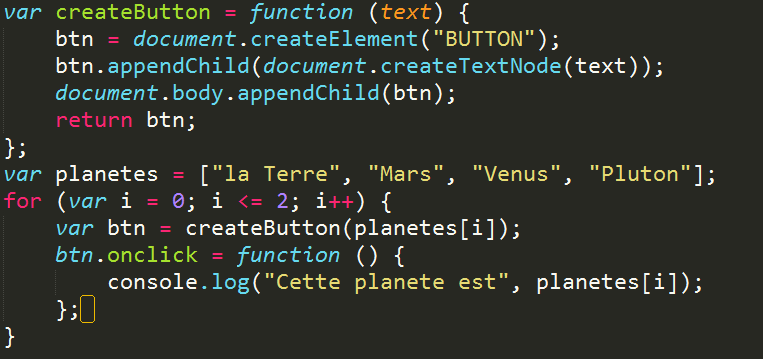 var createButton = function (text) {
    btn = document.createElement("BUTTON");
    btn.appendChild(document.createTextNode(text));
    document.body.appendChild(btn);
    return btn;
};
var planetes = ["la Terre", "Mars", "Venus", "Pluton"];
for (var i = 0; i <= 2; i++) {
    var btn = createButton(planetes[i]);
    btn.onclick = function () {
        console.log("Cette planete est", planetes[i]);
    };
}